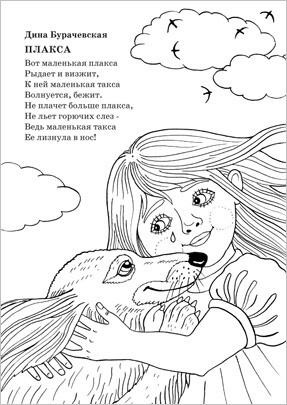 Дина Бурачевская
ПЛАКСА
Вот маленькая плакса
Рыдает и визжит,
К ней маленькая такса
Волнуется, бежит.
Не плачет больше плакса,
Не льет горючих слез -
Ведь маленькая такса
Ее лизнула в нос!